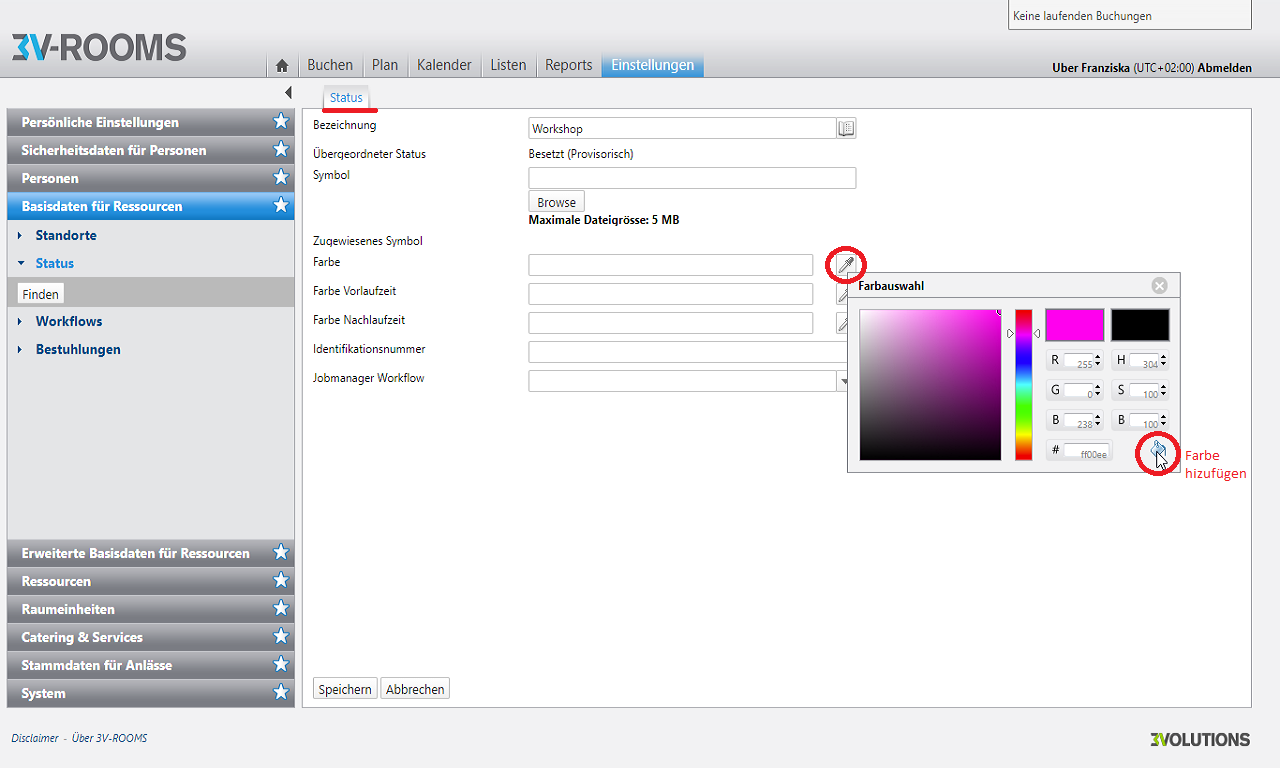 Keine laufenden Buchungen
3V-ROOMS
Buchen Plan Kalender Listen Reports Einstellungen
Uber Franziska (UTC+02:00) Abmelden
Status
Persönliche Einstellungen
Sicherheitsdaten für Personen
Personen
Basisdaten für Ressourcen
Standorte
Status
Finden
Workflows
Bestuhlungen
Erweiterte Basisdaten für Ressourcen
Ressourcen
Raumeinheiten
Catering & Services
Stammdaten für Anlässe
System
Bezeichnung Workshop
Übergeordneter Status Besetzt (Provisorisch)
Symbol
Browse
Maximale Dateigrösse: 5 MB
Zugewiesenes Symbol
Farbe
Farbe Vorlaufzeit
Farbe Nachlaufzeit
Identifikationsnummer
Jobmanager Workflow
Farbauswahl
R 255 H 304
G 0 S 100
B 238 B 100
# ff00ee
Farbe
hizufügen
Speichern Abbrechen
Disclaimer - Über 3V-ROOMS
3VOLUTIONS